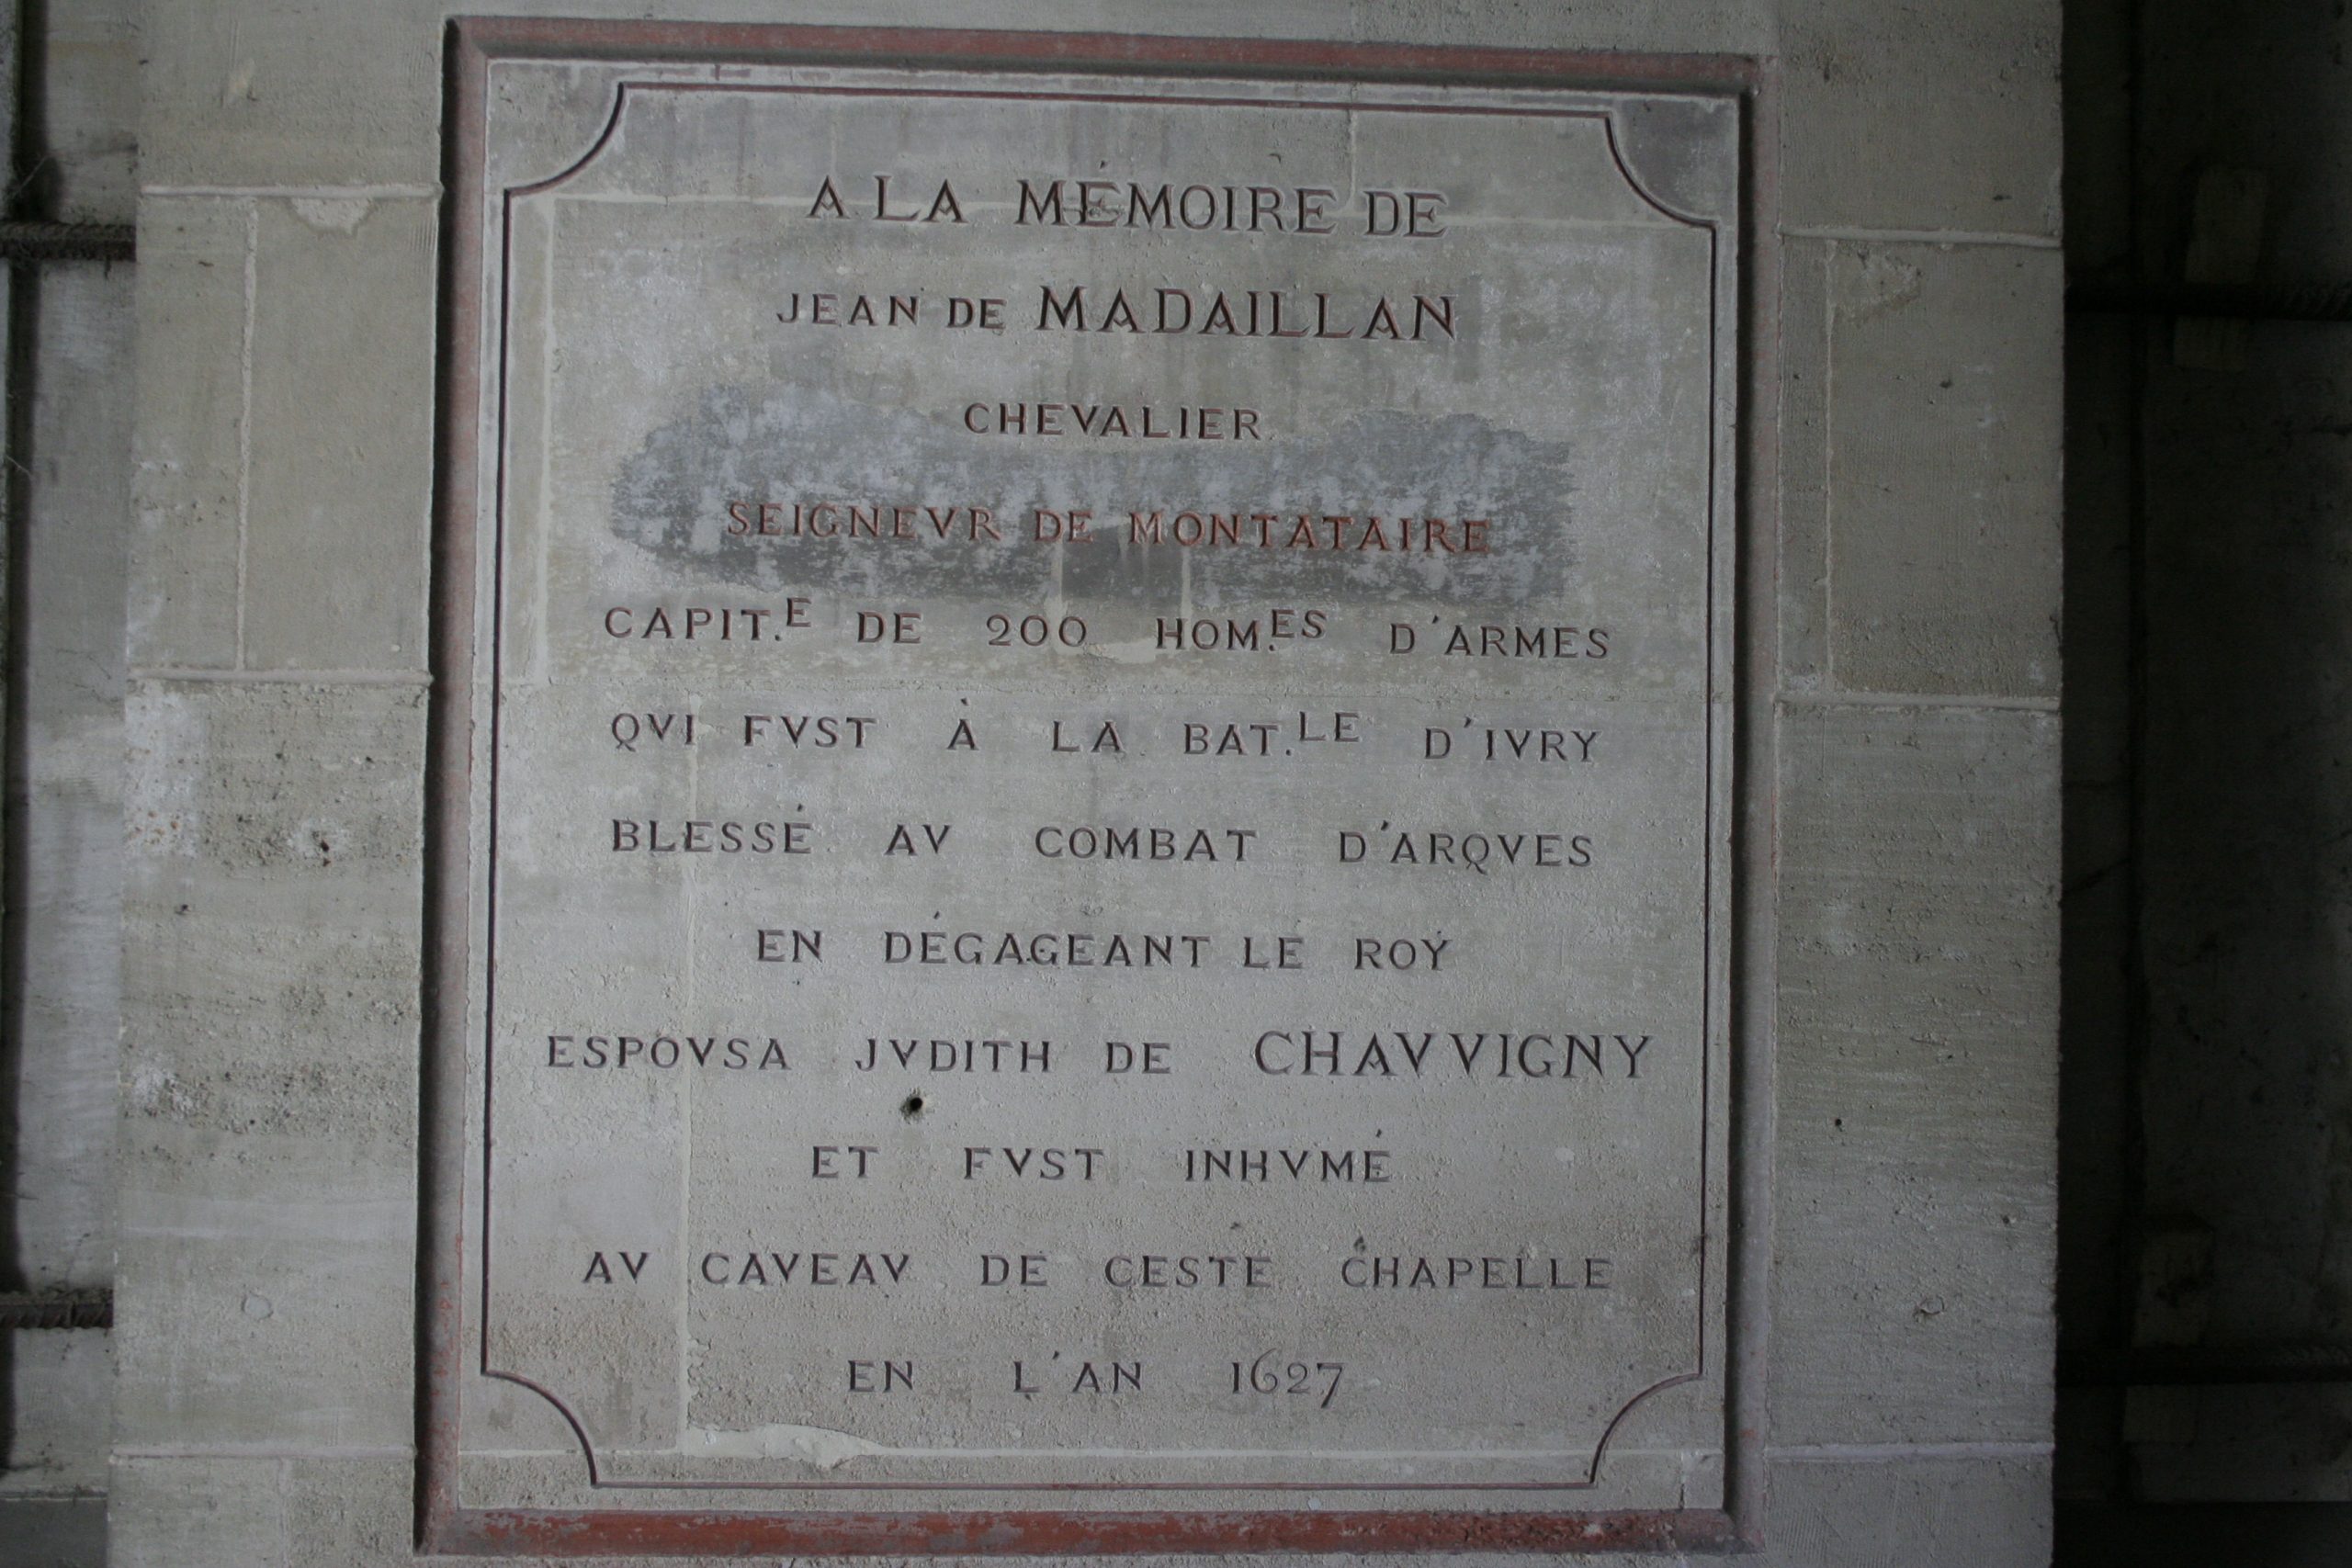 A LA MÉMOIRE DE
JEAN DE MADAILLAN
CHEVALIER
SEIGNEVR DE MONTATAIRE
CAPIT.E DE 200 HOM.ES D'ARMES
QVI FVST À LA BAT.LE D'IVRY
BLESSÉ AV COMBAT D'ARQVES
EN DÉGAGEANT LE ROY
ESPOVSA JVDITH DE CHAVVIGNY
ET FVST INHVMÉ
AV CAVEAV DE CESTE CHAPELLE
EN L'AN 1627